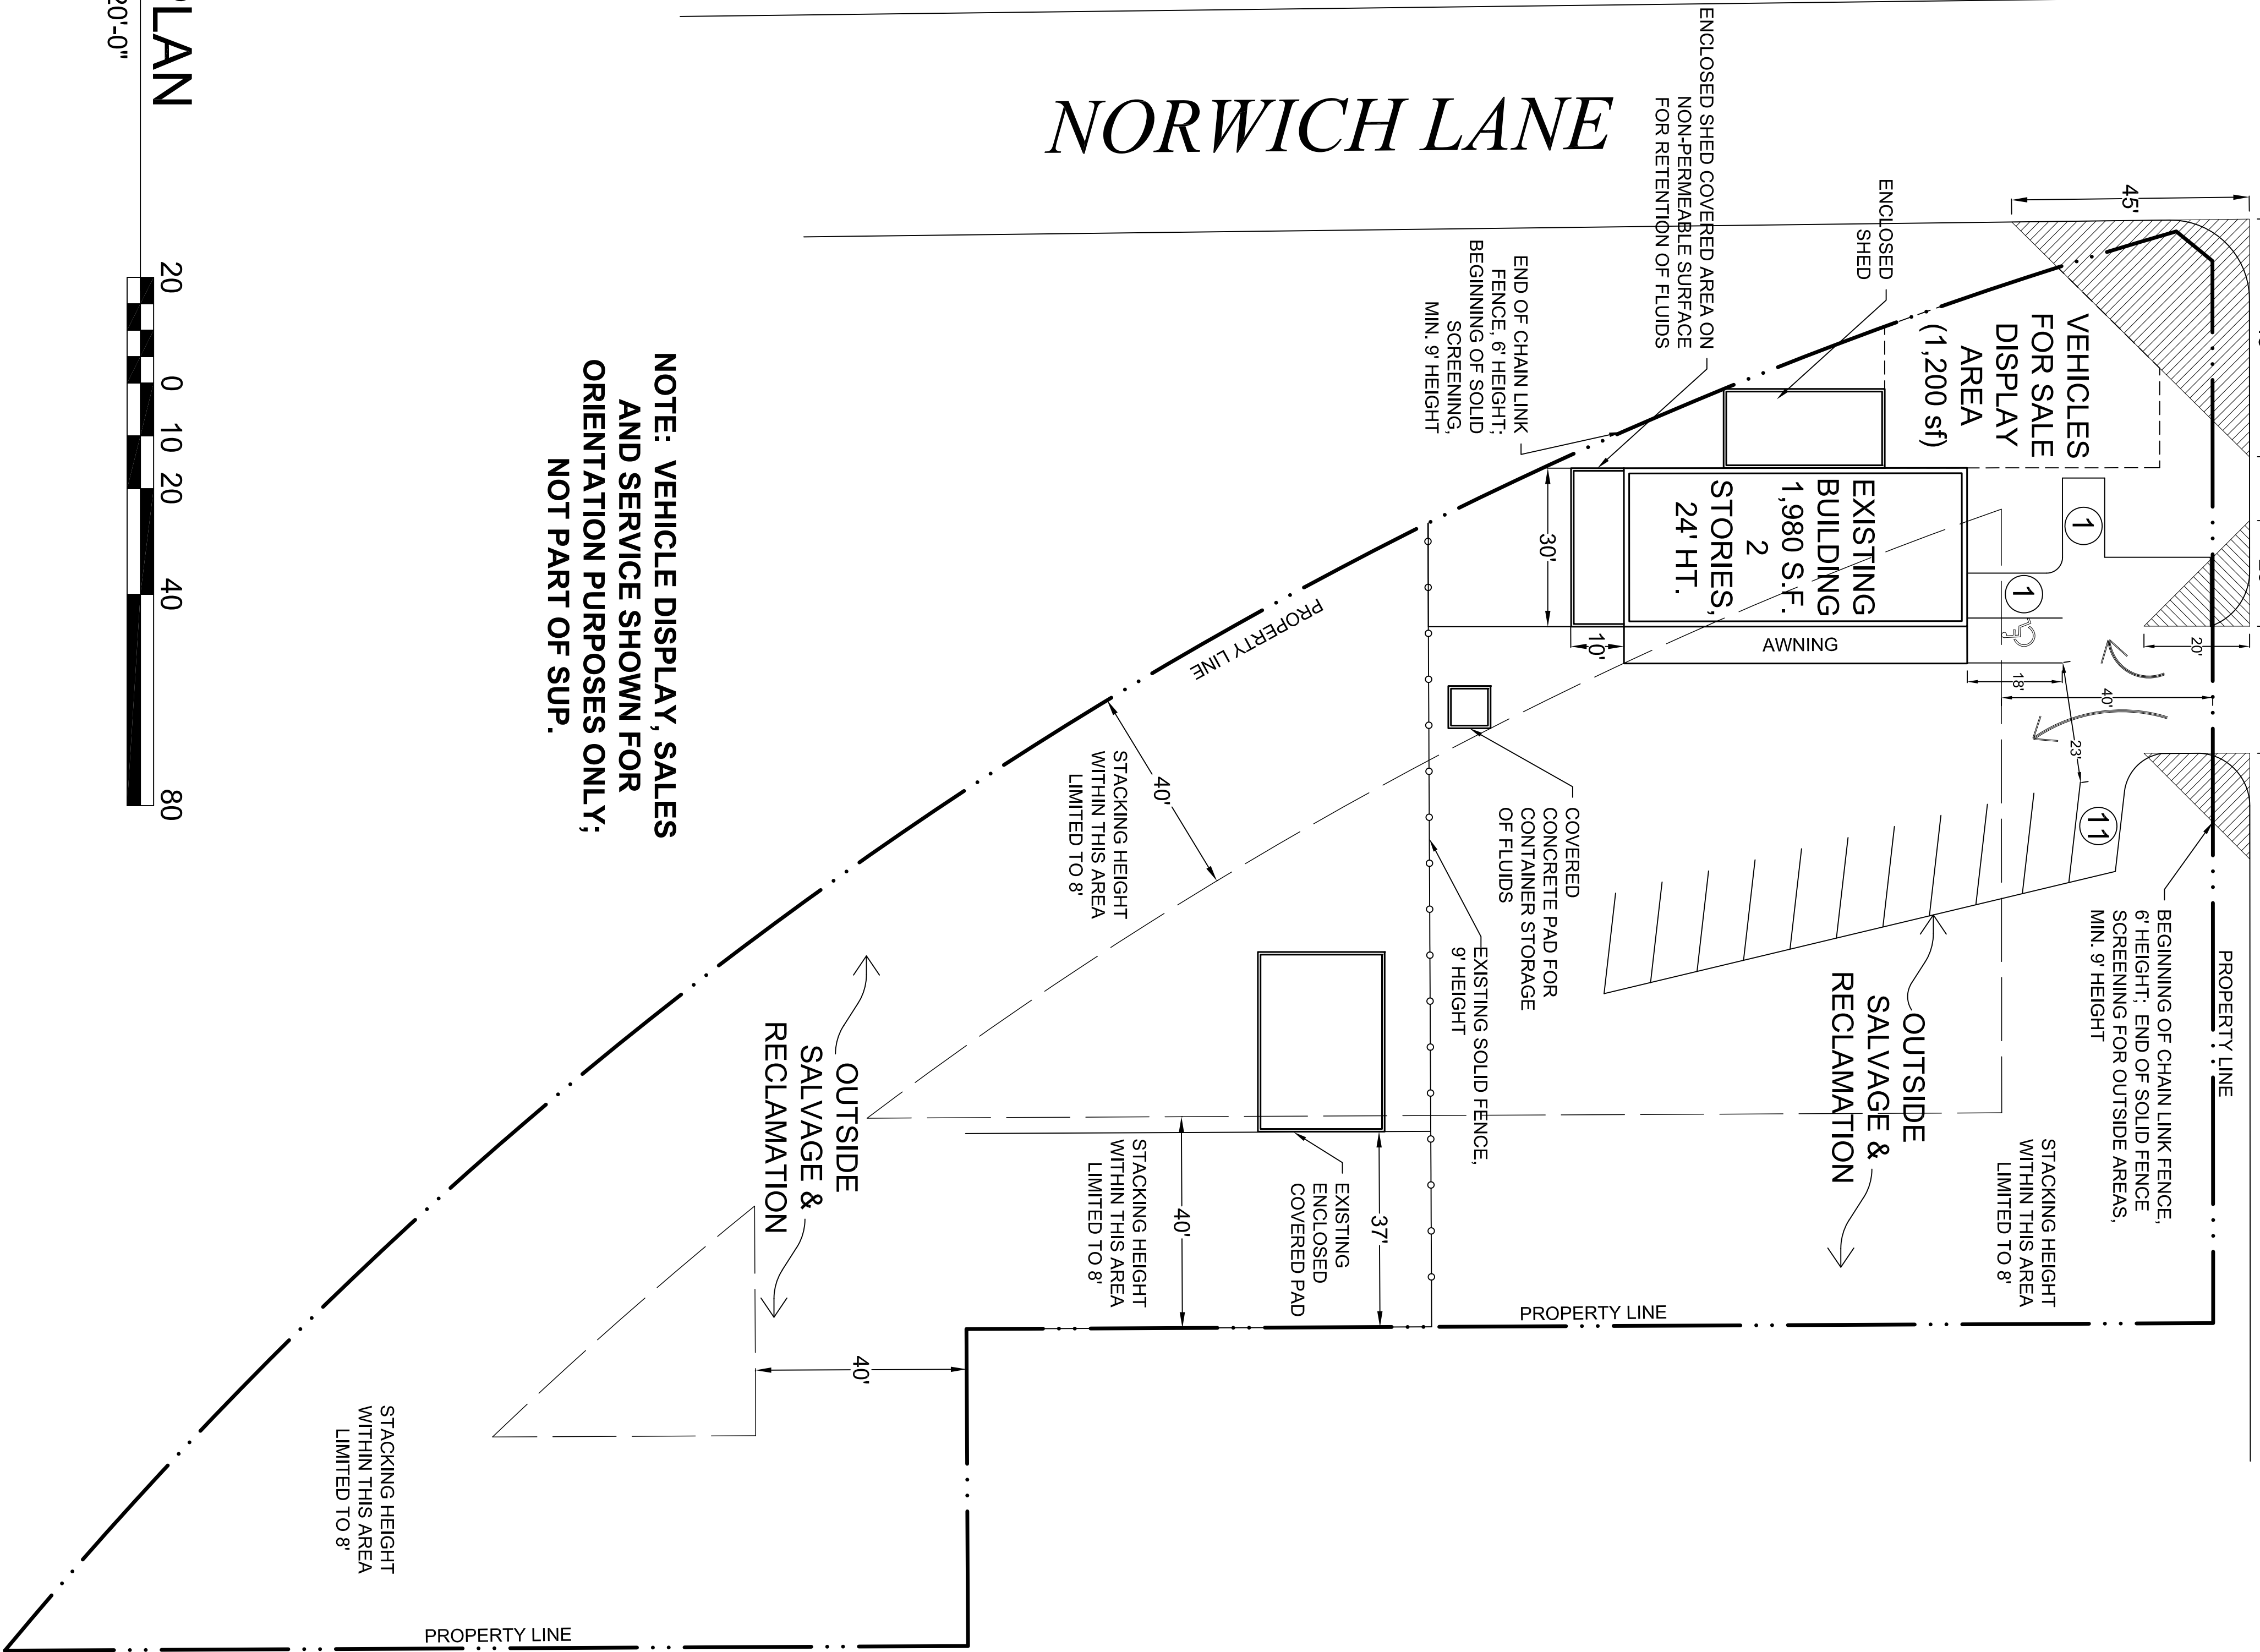 PLAN
20'-0"
20
0
10
20
40
80
NORWICH LANE
NOTE:  VEHICLE DISPLAY, SALES
AND SERVICE SHOWN FOR
ORIENTATION PURPOSES ONLY;
NOT PART OF SUP.
ENCLOSED SHED COVERED AREA ON
NON-PERMEABLE SURFACE
FOR RETENTION OF FLUIDS
ENCLOSED
SHED
45'
END OF CHAIN LINK
FENCE, 6' HEIGHT;
BEGINNING OF SOLID
SCREENING,
MIN. 9' HEIGHT
VEHICLES
FOR SALE
DISPLAY
AREA
(1,200 sf)
EXISTING
BUILDING
1,980 S.F.
2
STORIES,
24' HT.
30'
10'
AWNING
1
1
20'
18'
40'
23'
11
PROPERTY LINE
40'
STACKING HEIGHT
WITHIN THIS AREA
LIMITED TO 8'
COVERED
CONCRETE PAD FOR
CONTAINER STORAGE
OF FLUIDS
EXISTING SOLID FENCE,
9' HEIGHT
BEGINNING OF CHAIN LINK FENCE,
6' HEIGHT;  END OF SOLID FENCE
SCREENING FOR OUTSIDE AREAS,
MIN. 9' HEIGHT
PROPERTY LINE
OUTSIDE
SALVAGE &
RECLAMATION
STACKING HEIGHT
WITHIN THIS AREA
LIMITED TO 8'
OUTSIDE
SALVAGE &
RECLAMATION
STACKING HEIGHT
WITHIN THIS AREA
LIMITED TO 8'
40'
EXISTING
ENCLOSED
COVERED PAD
37'
PROPERTY LINE
40'
STACKING HEIGHT
WITHIN THIS AREA
LIMITED TO 8'
PROPERTY LINE